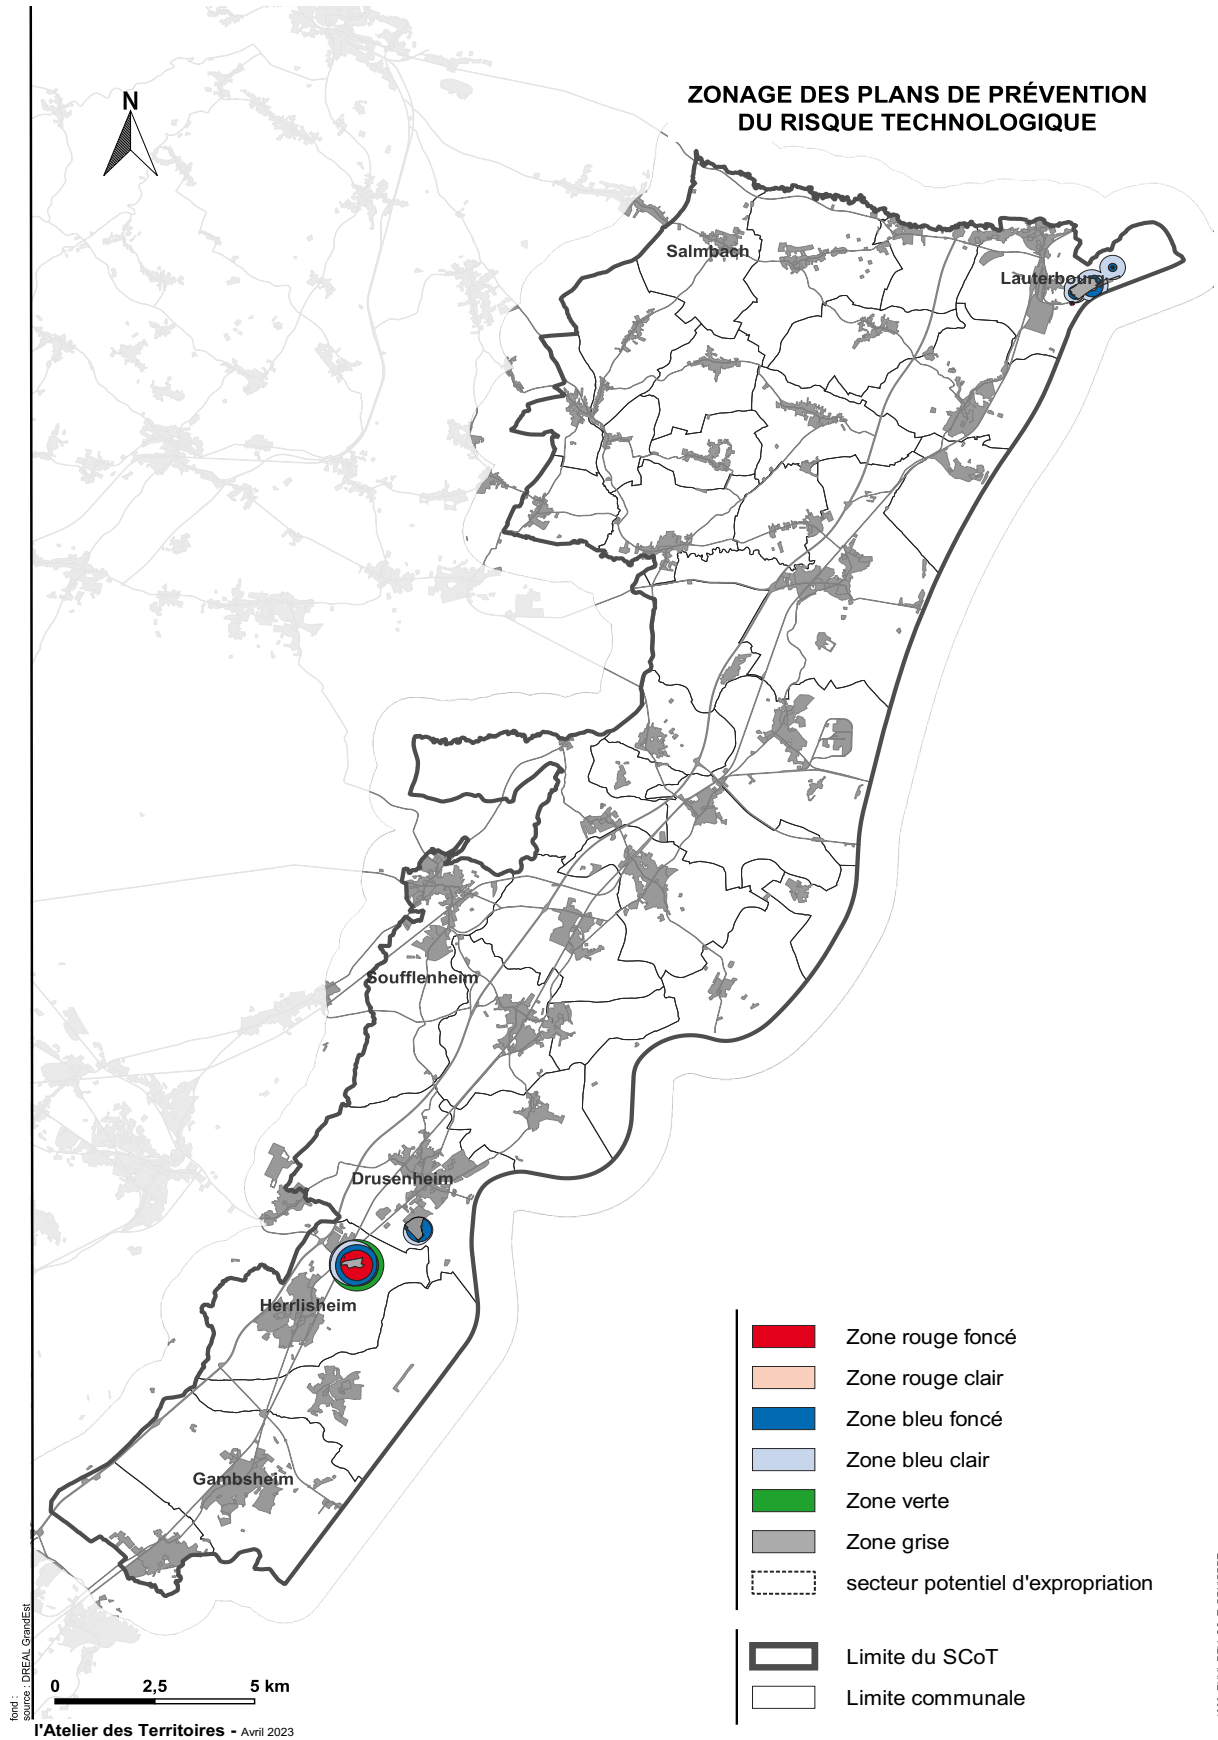 ZONAGE DES PLANS DE PRÉVENTION
DU RISQUE TECHNOLOGIQUE
N
Salmbach
Lauterbourg
Soufflenheim
Drusenheim
Herrlisheim
Gambsheim
Zone rouge foncé
Zone rouge clair
Zone bleu foncé
Zone bleu clair
Zone verte
Zone grise
secteur potentiel d'expropriation
Limite du SCoT
Limite communale
0 2,5 5 km
fond :
source : DREAL GrandEst
l'Atelier des Territoires - Avril 2023